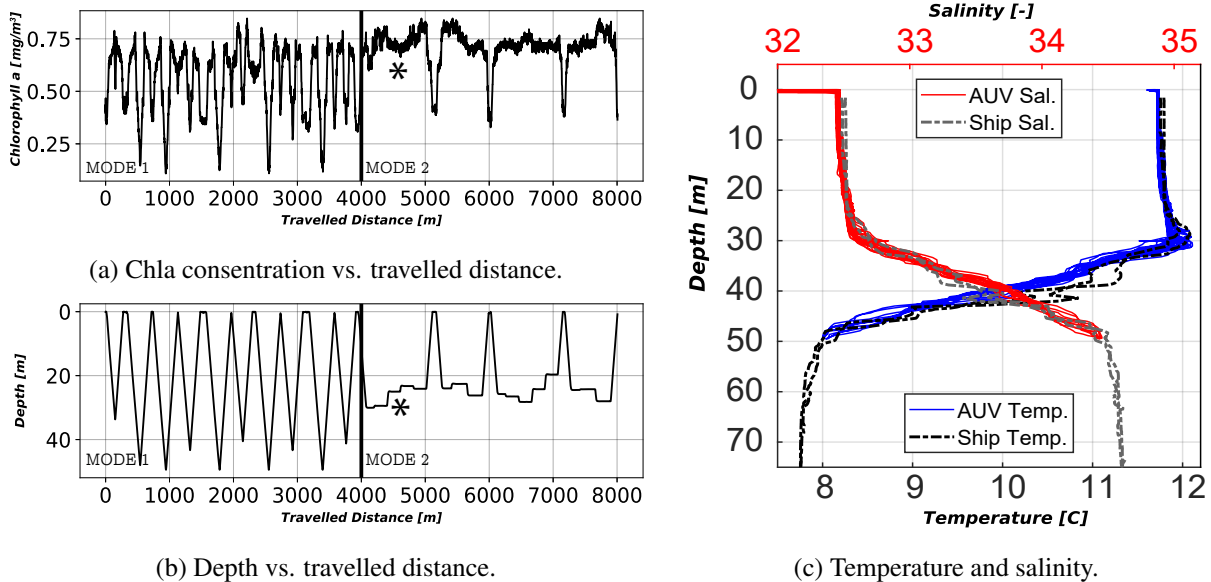 Chlorophyll a [mg/m³]
0.75
0.50
0.25
MODE 1
MODE 2
*
0 1000 2000 3000 4000 5000 6000 7000 8000
Travelled Distance [m]
(a) Chla consentration vs. travelled distance.
Depth [m]
0
20
40
MODE 1
MODE 2
*
0 1000 2000 3000 4000 5000 6000 7000 8000
Travelled Distance [m]
(b) Depth vs. travelled distance.
Salinity [-]
32 33 34 35
Depth [m]
0
10
20
30
40
50
60
70
AUV Sal.
Ship Sal.
AUV Temp.
Ship Temp.
8 9 10 11 12
Temperature [C]
(c) Temperature and salinity.